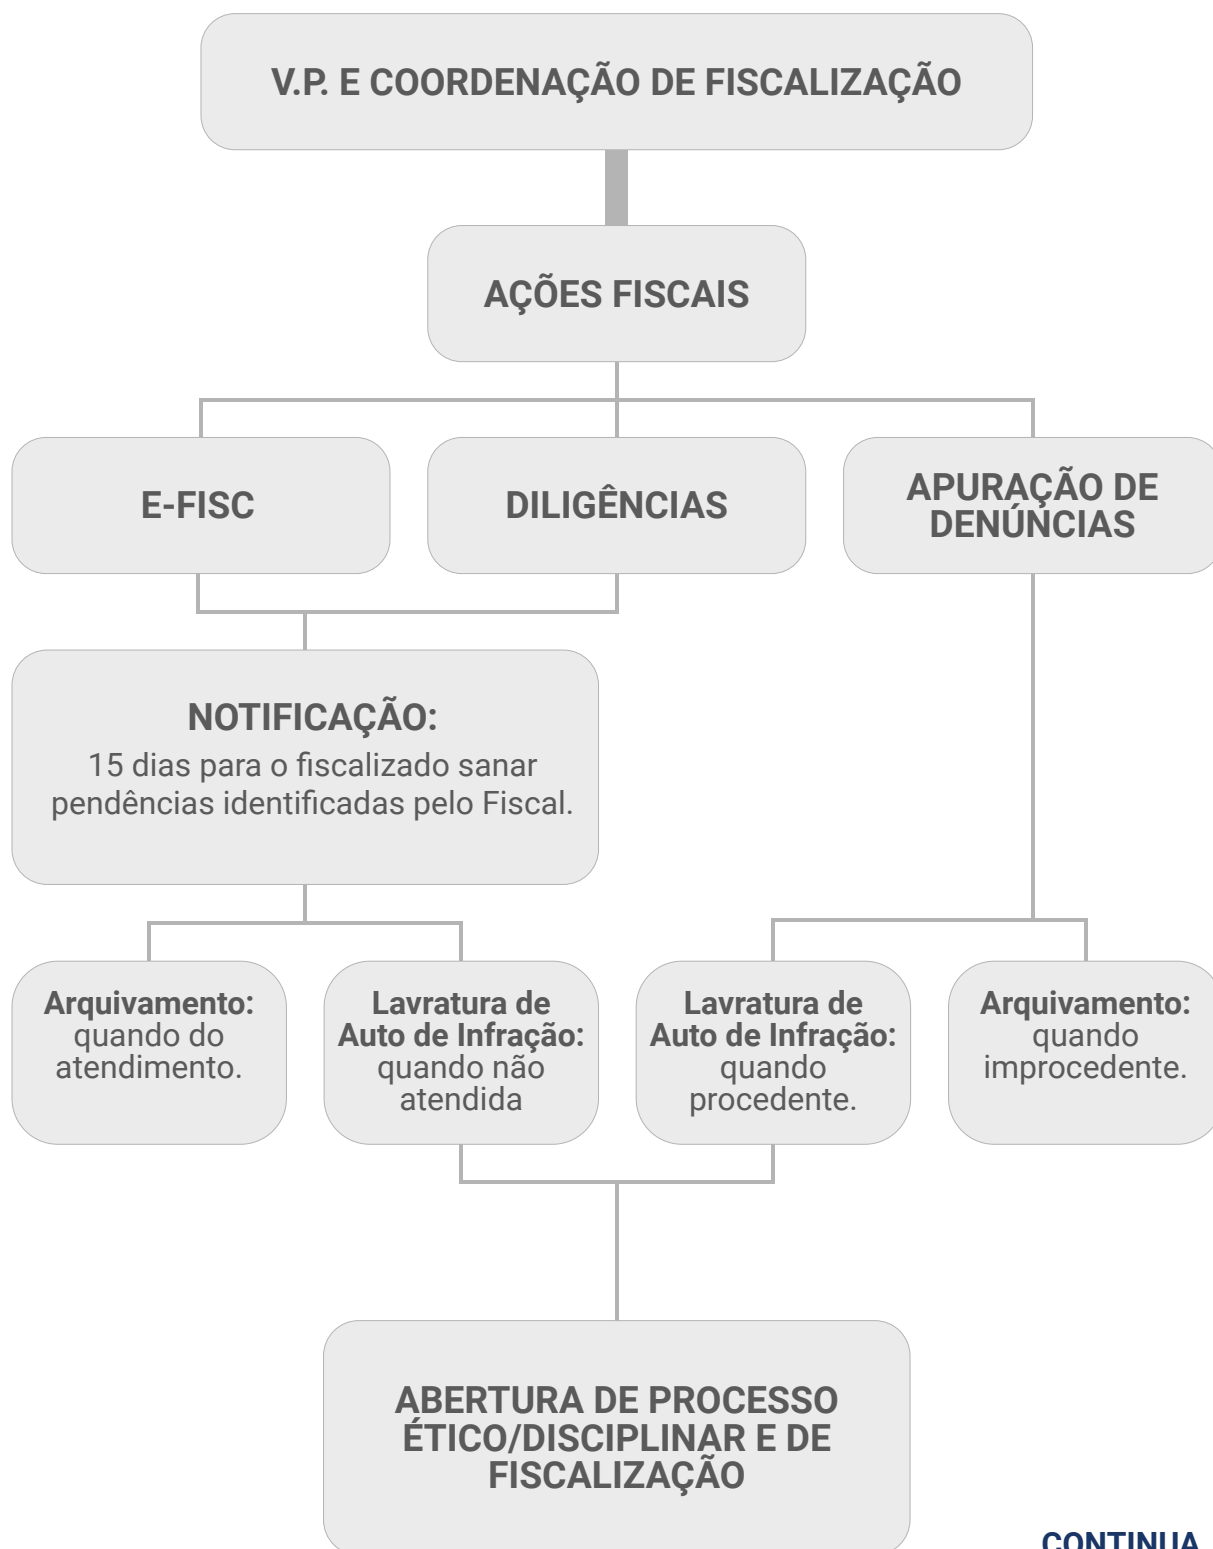 V.P. E COORDENAÇÃO DE FISCALIZAÇÃO
AÇÕES FISCAIS
E-FISC
DILIGÊNCIAS
APURAÇÃO DE
DENÚNCIAS
NOTIFICAÇÃO:
15 dias para o fiscalizado sanar
pendências identificadas pelo Fiscal.
Arquivamento:
quando do
atendimento.
Lavratura de
Auto de Infração:
quando não
atendida
Lavratura de
Auto de Infração:
quando
procedente.
Arquivamento:
quando
improcedente.
ABERTURA DE PROCESSO
ÉTICO/DISCIPLINAR E DE
FISCALIZAÇÃO
CONTINUA